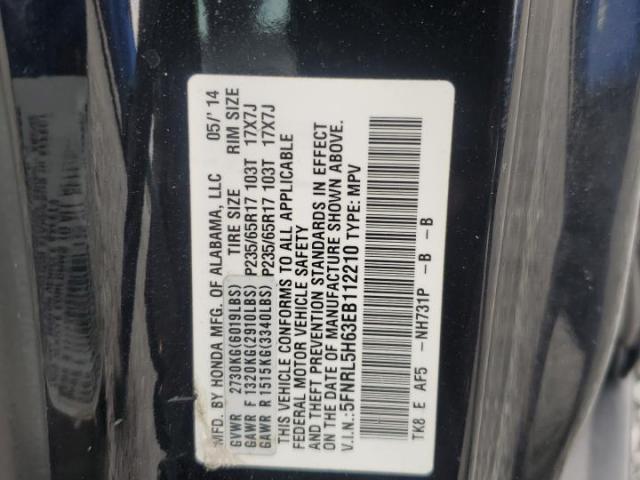 MFD. BY HONDA MFG. OF ALABAMA, LLC 05/'14
TIRE SIZE RIM SIZE
GVWR 2730KG(6019LBS)
GAWR F 1320KG(2910LBS) P235/65R17 103T 17X7J
GAWR R 1515KG(3340LBS) P235/65R17 103T 17X7J
THIS VEHICLE CONFORMS TO ALL APPLICABLE
FEDERAL MOTOR VEHICLE SAFETY
AND THEFT PREVENTION STANDARDS IN EFFECT
ON THE DATE OF MANUFACTURE SHOWN ABOVE.
V.I.N.:5FNRL5H63EB112210 TYPE: MPV
TK8 E AF5 -NH731P -B -B